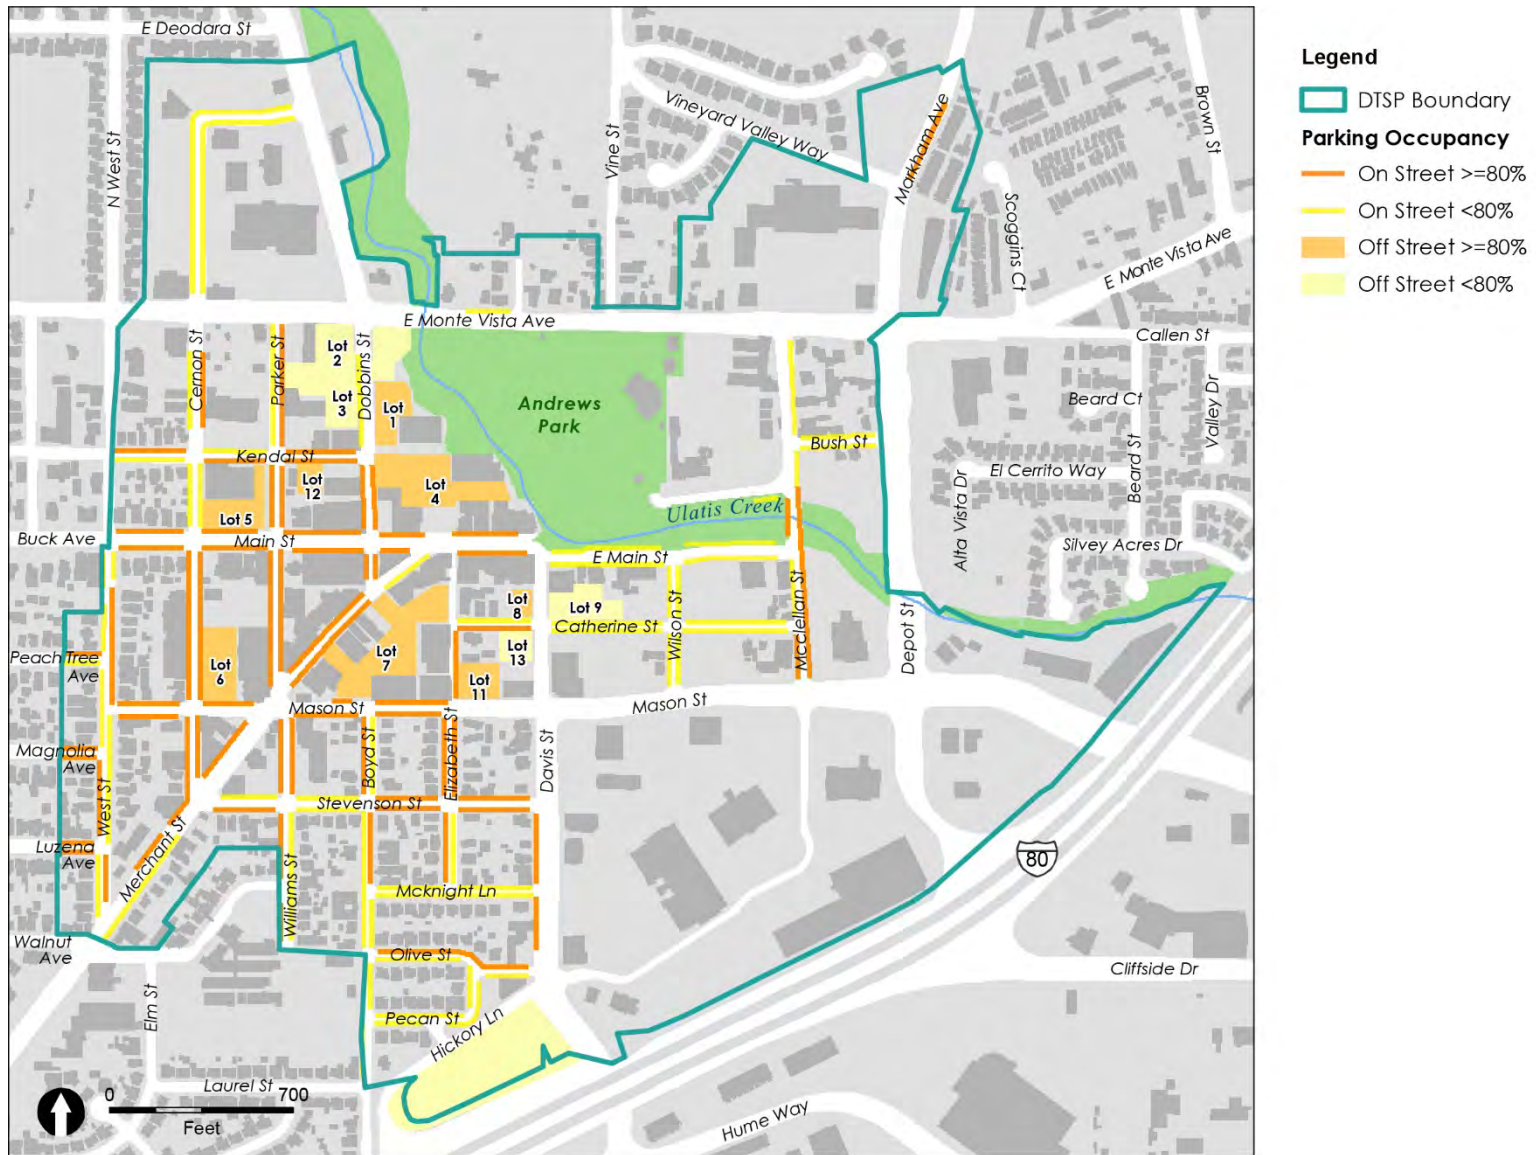 E Deodara St
N West St
Vine St
Vineyard Valley Way
Markham Ave
Brown St
Scoggins Ct
E Monte Vista Ave
E Monte Vista Ave
Callen St
Cernon St
Parker St
Lot
2
Dobbins St
Lot
3
Lot
1
Andrews
Park
Beard Ct
Valley Dr
Bush St
Kendal St
El Cerrito Way
Beard St
Lot
12
Lot
4
Alta Vista Dr
Lot 5
Ulatis Creek
Buck Ave
Main St
E Main St
Silvey Acres Dr
Lot
8
Lot 9
Catherine St
Wilson St
Mcclellan St
Depot St
Peach Tree
Ave
Lot
6
Lot
7
Lot
13
Lot
11
Mason St
Mason St
Magnolia
Ave
West St
Boyd St
Elizabeth St
Davis St
Stevenson St
Luzena
Ave
Merchant St
Williams St
Mcknight Ln
80
Walnut
Ave
Olive St
Cliffside Dr
Elm St
Pecan St
Hickory Ln
Laurel St
Hume Way
0
700
Feet
Legend
DTSP Boundary
Parking Occupancy
On Street >=80%
On Street <80%
Off Street >=80%
Off Street <80%